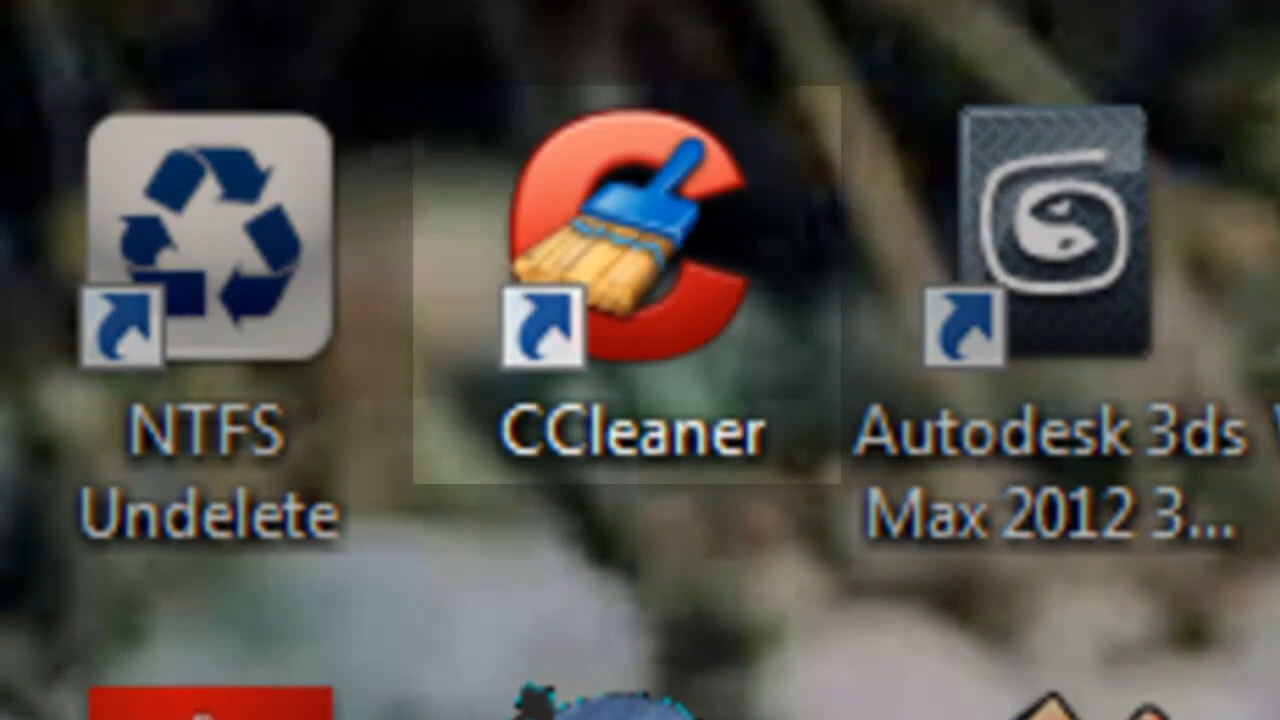 NTFS
Undelete
CCleaner
Autodesk 3ds
Max 2012 3...